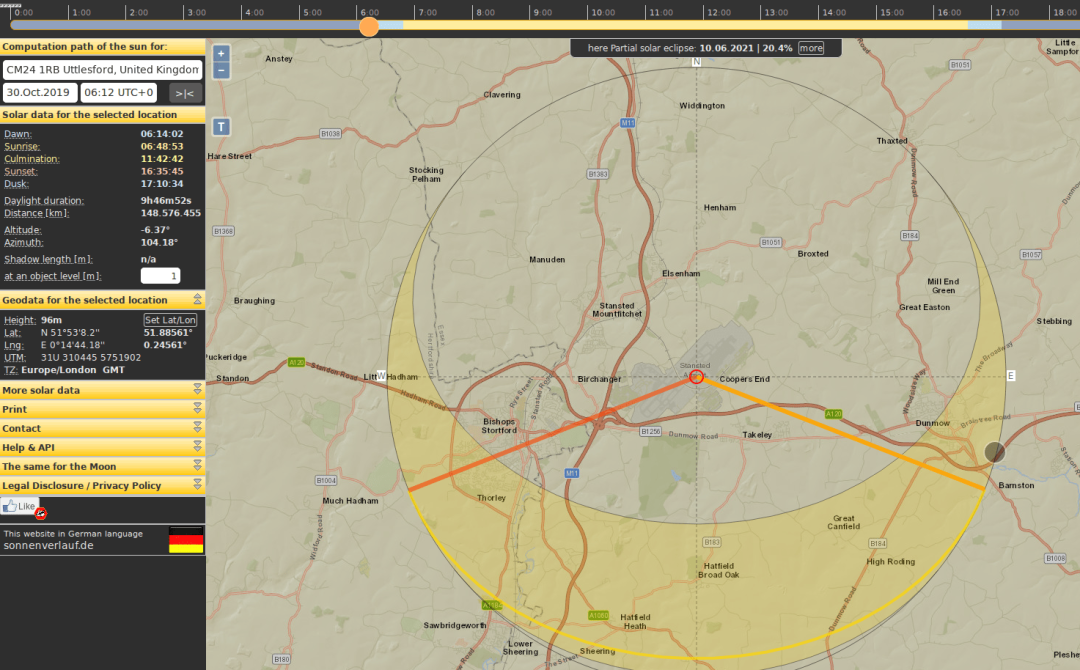 0:00 1:00 2:00 3:00 4:00 5:00 6:00 7:00 8:00 9:00 10:00 11:00 12:00 13:00 14:00 15:00 16:00 17:00 18:00
Computation path of the sun for:
CM24 1RB Uttlesford, United Kingdon
30.Oct.2019 06:12 UTC+0 >|<
Solar data for the selected location
Dawn: 06:14:02
Sunrise: 06:48:53
Culmination: 11:42:42
Sunset: 16:35:45
Dusk: 17:10:34
Daylight duration: 9h46m52s
Distance [km]: 148.576.455
Altitude: -6.37°
Azimuth: 104.18°
Shadow length [m]: n/a
at an object level [m]: 1
Geodata for the selected location
Height: 96m Set Lat/Lon
Lat: N 51°53'8.2" 51.88561°
Lng: E 0°14'44.18" 0.24561°
UTM: 31U 310445 5751902
TZ: Europe/London GMT
More solar data
Print
Contact
Help & API
The same for the Moon
Legal Disclosure / Privacy Policy
Like
This website in German language
sonnenverlauf.de
+
−
T
here Partial solar eclipse: 10.06.2021 | 20.4% more
N
Little
Anstey
B1051
Clavering
Widdington
M11
B1038
Thaxted
Hare Street
Dunmow Road
Stocking
Pelham
B1383
Henham
B1368
B184
B1051
Broxted
B1057
Manuden
Elsenham
Mill End
Green
Braughing
Stansted
Mountfitchet
Great Easton
Stebbing
The Broadway
Puckeridge
A120
Standon Road
Standon
Little Hadham
W
Birchanger
Stansted
Coopers End
E
Hadham Road
Rye Street
Stansted Road
Woodside Way
A120
Braintree Road
Bishops
Stortford
B1256
Dunmow Road
Takeley
Dunmow
M11
B1004
Barnston
Much Hadham
Thorley
Great
Canfield
Widford Road
B183
B184
High Roding
B1008
Hatfield
Broad Oak
A1184
A1060
Hatfield
Heath
Dunmow Road
Sawbridgeworth
Lower
Sheering
Sheering
The Street
B180